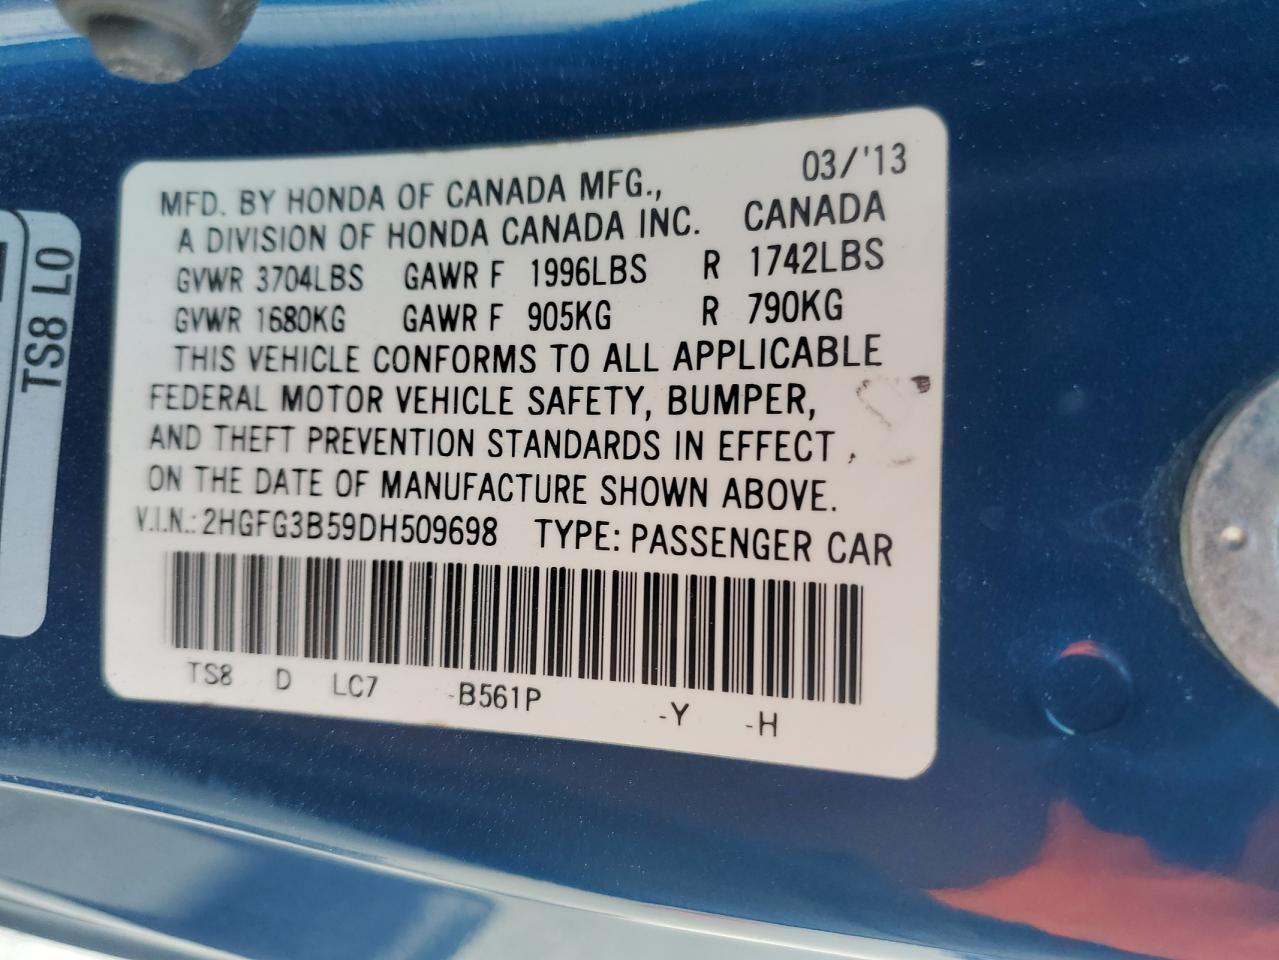 03/'13
MFD. BY HONDA OF CANADA MFG.,
A DIVISION OF HONDA CANADA INC. CANADA
GVWR 3704LBS GAWR F 1996LBS R 1742LBS
GVWR 1680KG GAWR F 905KG R 790KG
THIS VEHICLE CONFORMS TO ALL APPLICABLE
FEDERAL MOTOR VEHICLE SAFETY, BUMPER,
AND THEFT PREVENTION STANDARDS IN EFFECT
ON THE DATE OF MANUFACTURE SHOWN ABOVE.
V.I.N.: 2HGFG3B59DH509698 TYPE: PASSENGER CAR
TS8 D LC7 -B561P -Y -H
TS8 L0